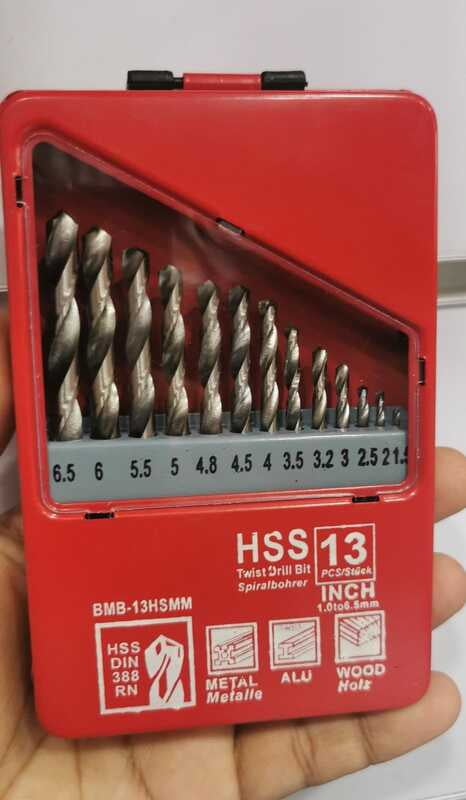 6.5 6 5.5 5 4.8 4.5 4 3.5 3.2 3 2.5 2 1.5
HSS
Twist Drill Bit
Spiralbohrer
13
PCS/Stück
INCH
1.0to6.5mm
BMB-13HSMM
HSS
DIN
388
RN
METAL
Metalle
ALU
WOOD
Holz